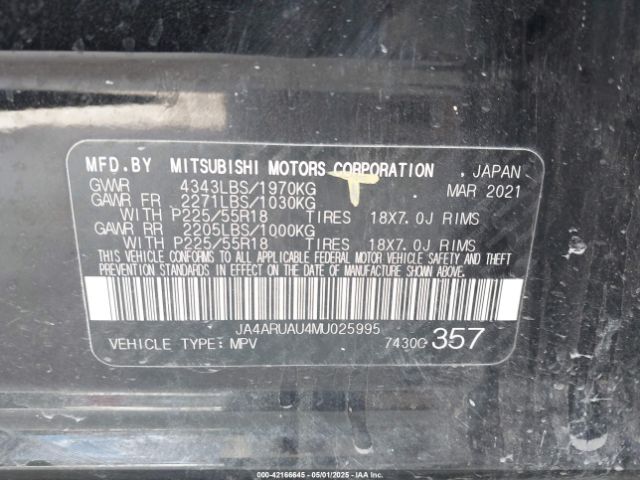 MFD.BY MITSUBISHI MOTORS CORPORATION , JAPAN
GVWR 4343LBS/1970KG MAR 2021
GAWR FR 2271LBS/1030KG
WITH P225/55R18 TIRES 18X7.0J RIMS
GAWR RR 2205LBS/1000KG
WITH P225/55R18 TIRES 18X7.0J RIMS
THIS VEHICLE CONFORMS TO ALL APPLICABLE FEDERAL MOTOR VEHICLE SAFETY AND THEFT
PREVENTION STANDARDS IN EFFECT ON THE DATE OF MANUFACTURE SHOWN ABOVE.
JA4ARUAU4MU025995
VEHICLE TYPE:MPV 7430C 357
000-42166645 - 05/01/2025 - IAAI.COM